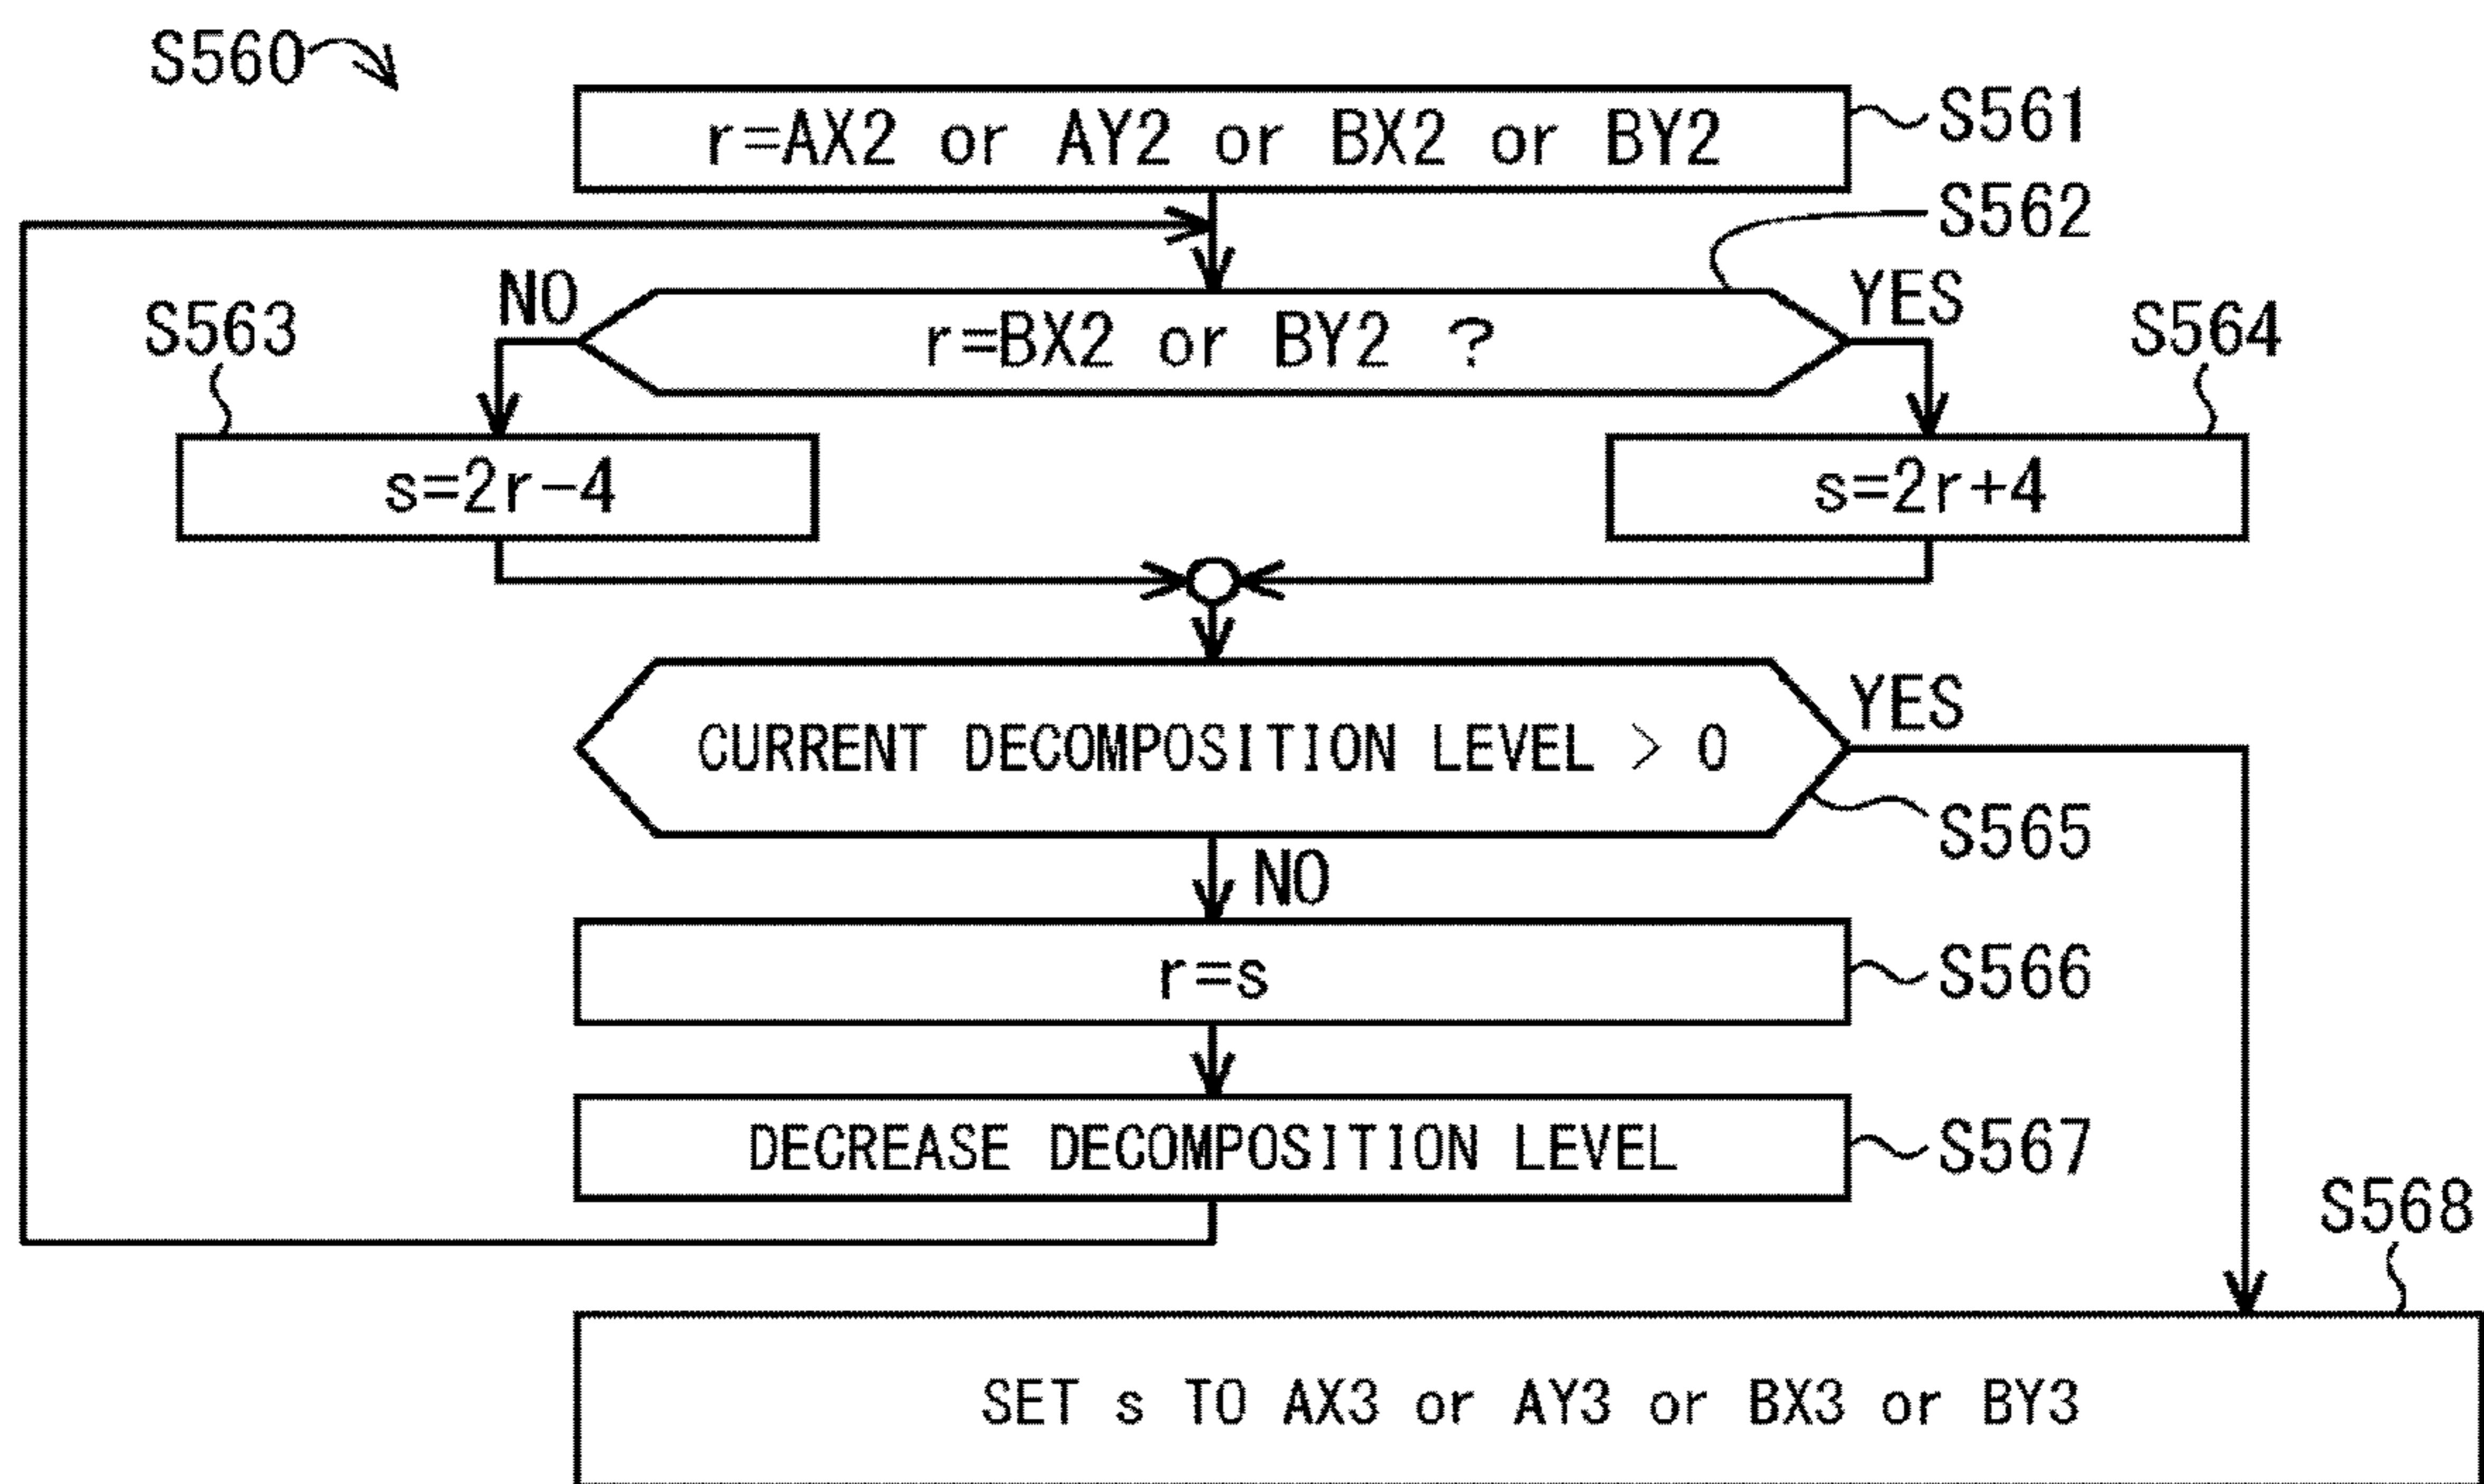 S560
r=AX2 or AY2 or BX2 or BY2
S561
S562
NO
YES
S563
r=BX2 or BY2 ?
S564
s=2r-4
s=2r+4
YES
CURRENT DECOMPOSITION LEVEL > 0
S565
NO
r=s
S566
DECREASE DECOMPOSITION LEVEL
S567
S568
SET s TO AX3 or AY3 or BX3 or BY3